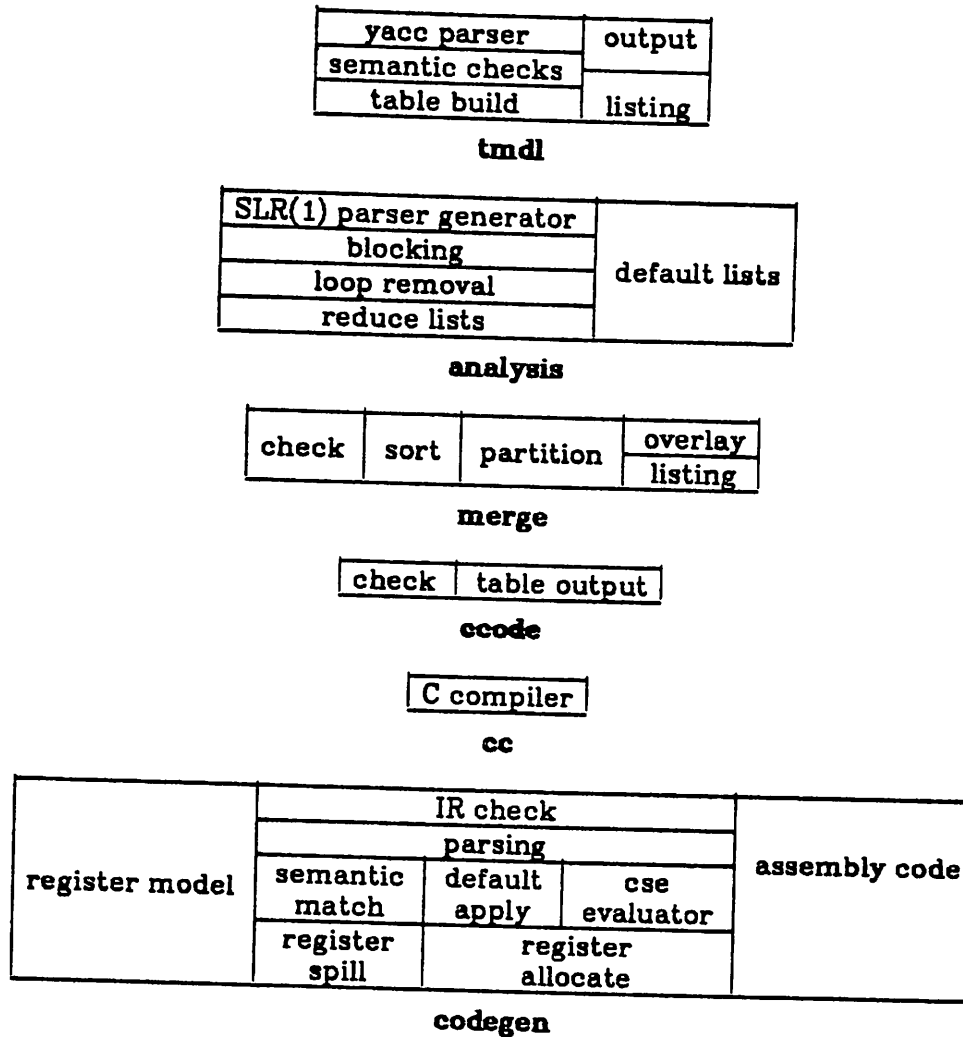 yacc parser
output
semantic checks
table build
listing
tmdl
SLR(1) parser generator
blocking
default lists
loop removal
reduce lists
analysis
check
sort
partition
overlay
listing
merge
check
table output
ccode
C compiler
cc
IR check
parsing
register model
semantic
match
default
apply
cse
evaluator
assembly code
register
spill
register
allocate
codegen